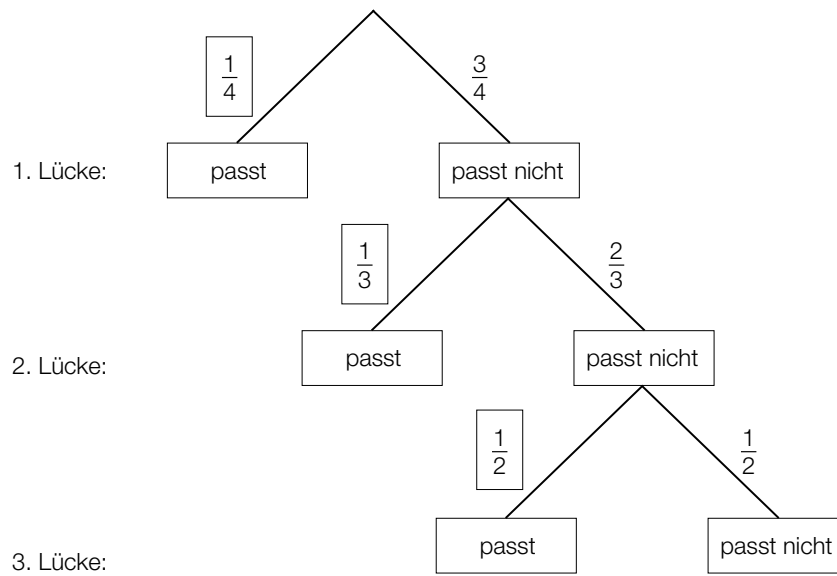 1/4 3/4
1. Lücke: passt passt nicht
1/3 2/3
2. Lücke: passt passt nicht
1/2 1/2
3. Lücke: passt passt nicht